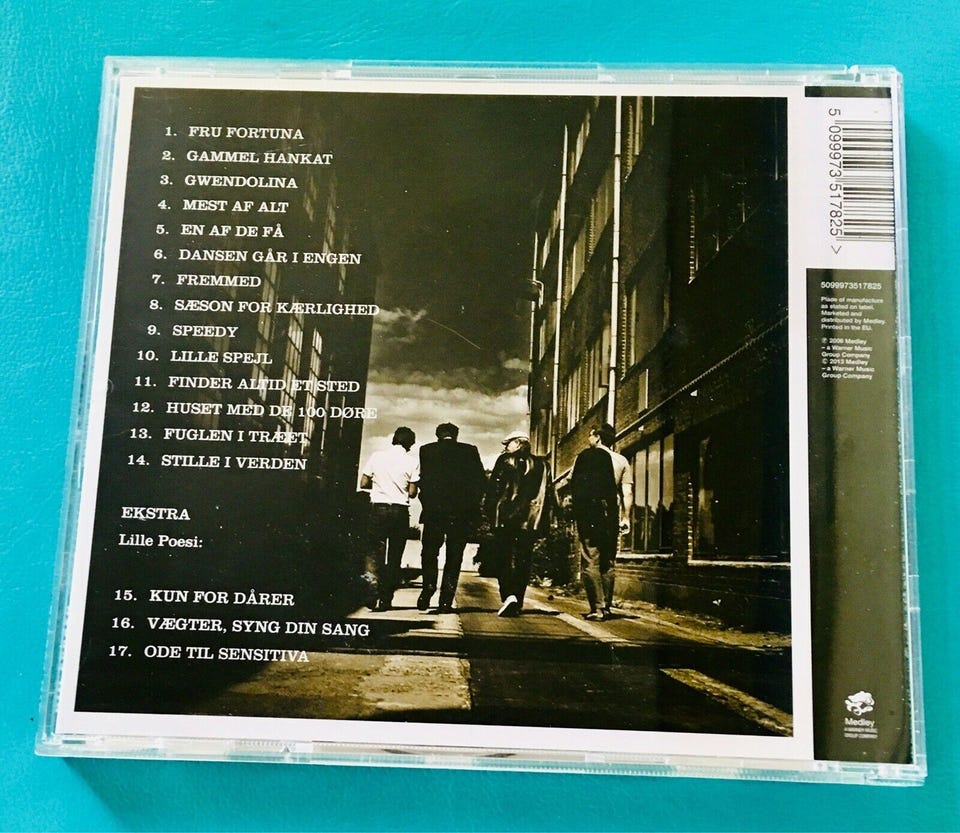 1. FRU FORTUNA
2. GAMMEL HANKAT
3. GWENDOLINA
4. MEST AF ALT
5. EN AF DE FÅ
6. DANSEN GÅR I ENGEN
7. FREMMED
8. SÆSON FOR KÆRLIGHED
9. SPEEDY
10. LILLE SPEJL
11. FINDER ALTID ET STED
12. HUSET MED DE 100 DØRE
13. FUGLEN I TRÆET
14. STILLE I VERDEN
EKSTRA
Lille Poesi:
15. KUN FOR DÅRER
16. VÆGTER, SYNG DIN SANG
17. ODE TIL SENSITIVA
5 099973 517825 >
5099973517825
Place of manufacture
as stated on label.
Marketed and
distributed by Medley.
Printed in the EU.
℗ 2006 Medley
– a Warner Music
Group Company
© 2013 Medley
– a Warner Music
Group Company
Medley
A WARNER MUSIC
GROUP COMPANY